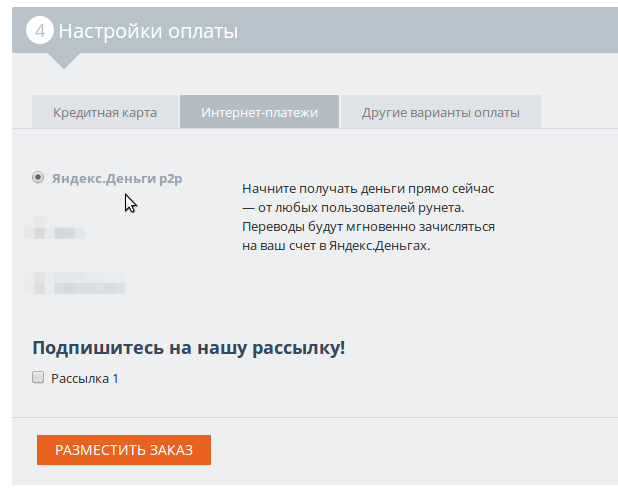 4 Настройки оплаты
Кредитная карта Интернет-платежи Другие варианты оплаты
Яндекс.Деньги p2p
Начните получать деньги прямо сейчас
— от любых пользователей рунета.
Переводы будут мгновенно зачисляться
на ваш счет в Яндекс.Деньгах.
Подпишитесь на нашу рассылку!
Рассылка 1
РАЗМЕСТИТЬ ЗАКАЗ